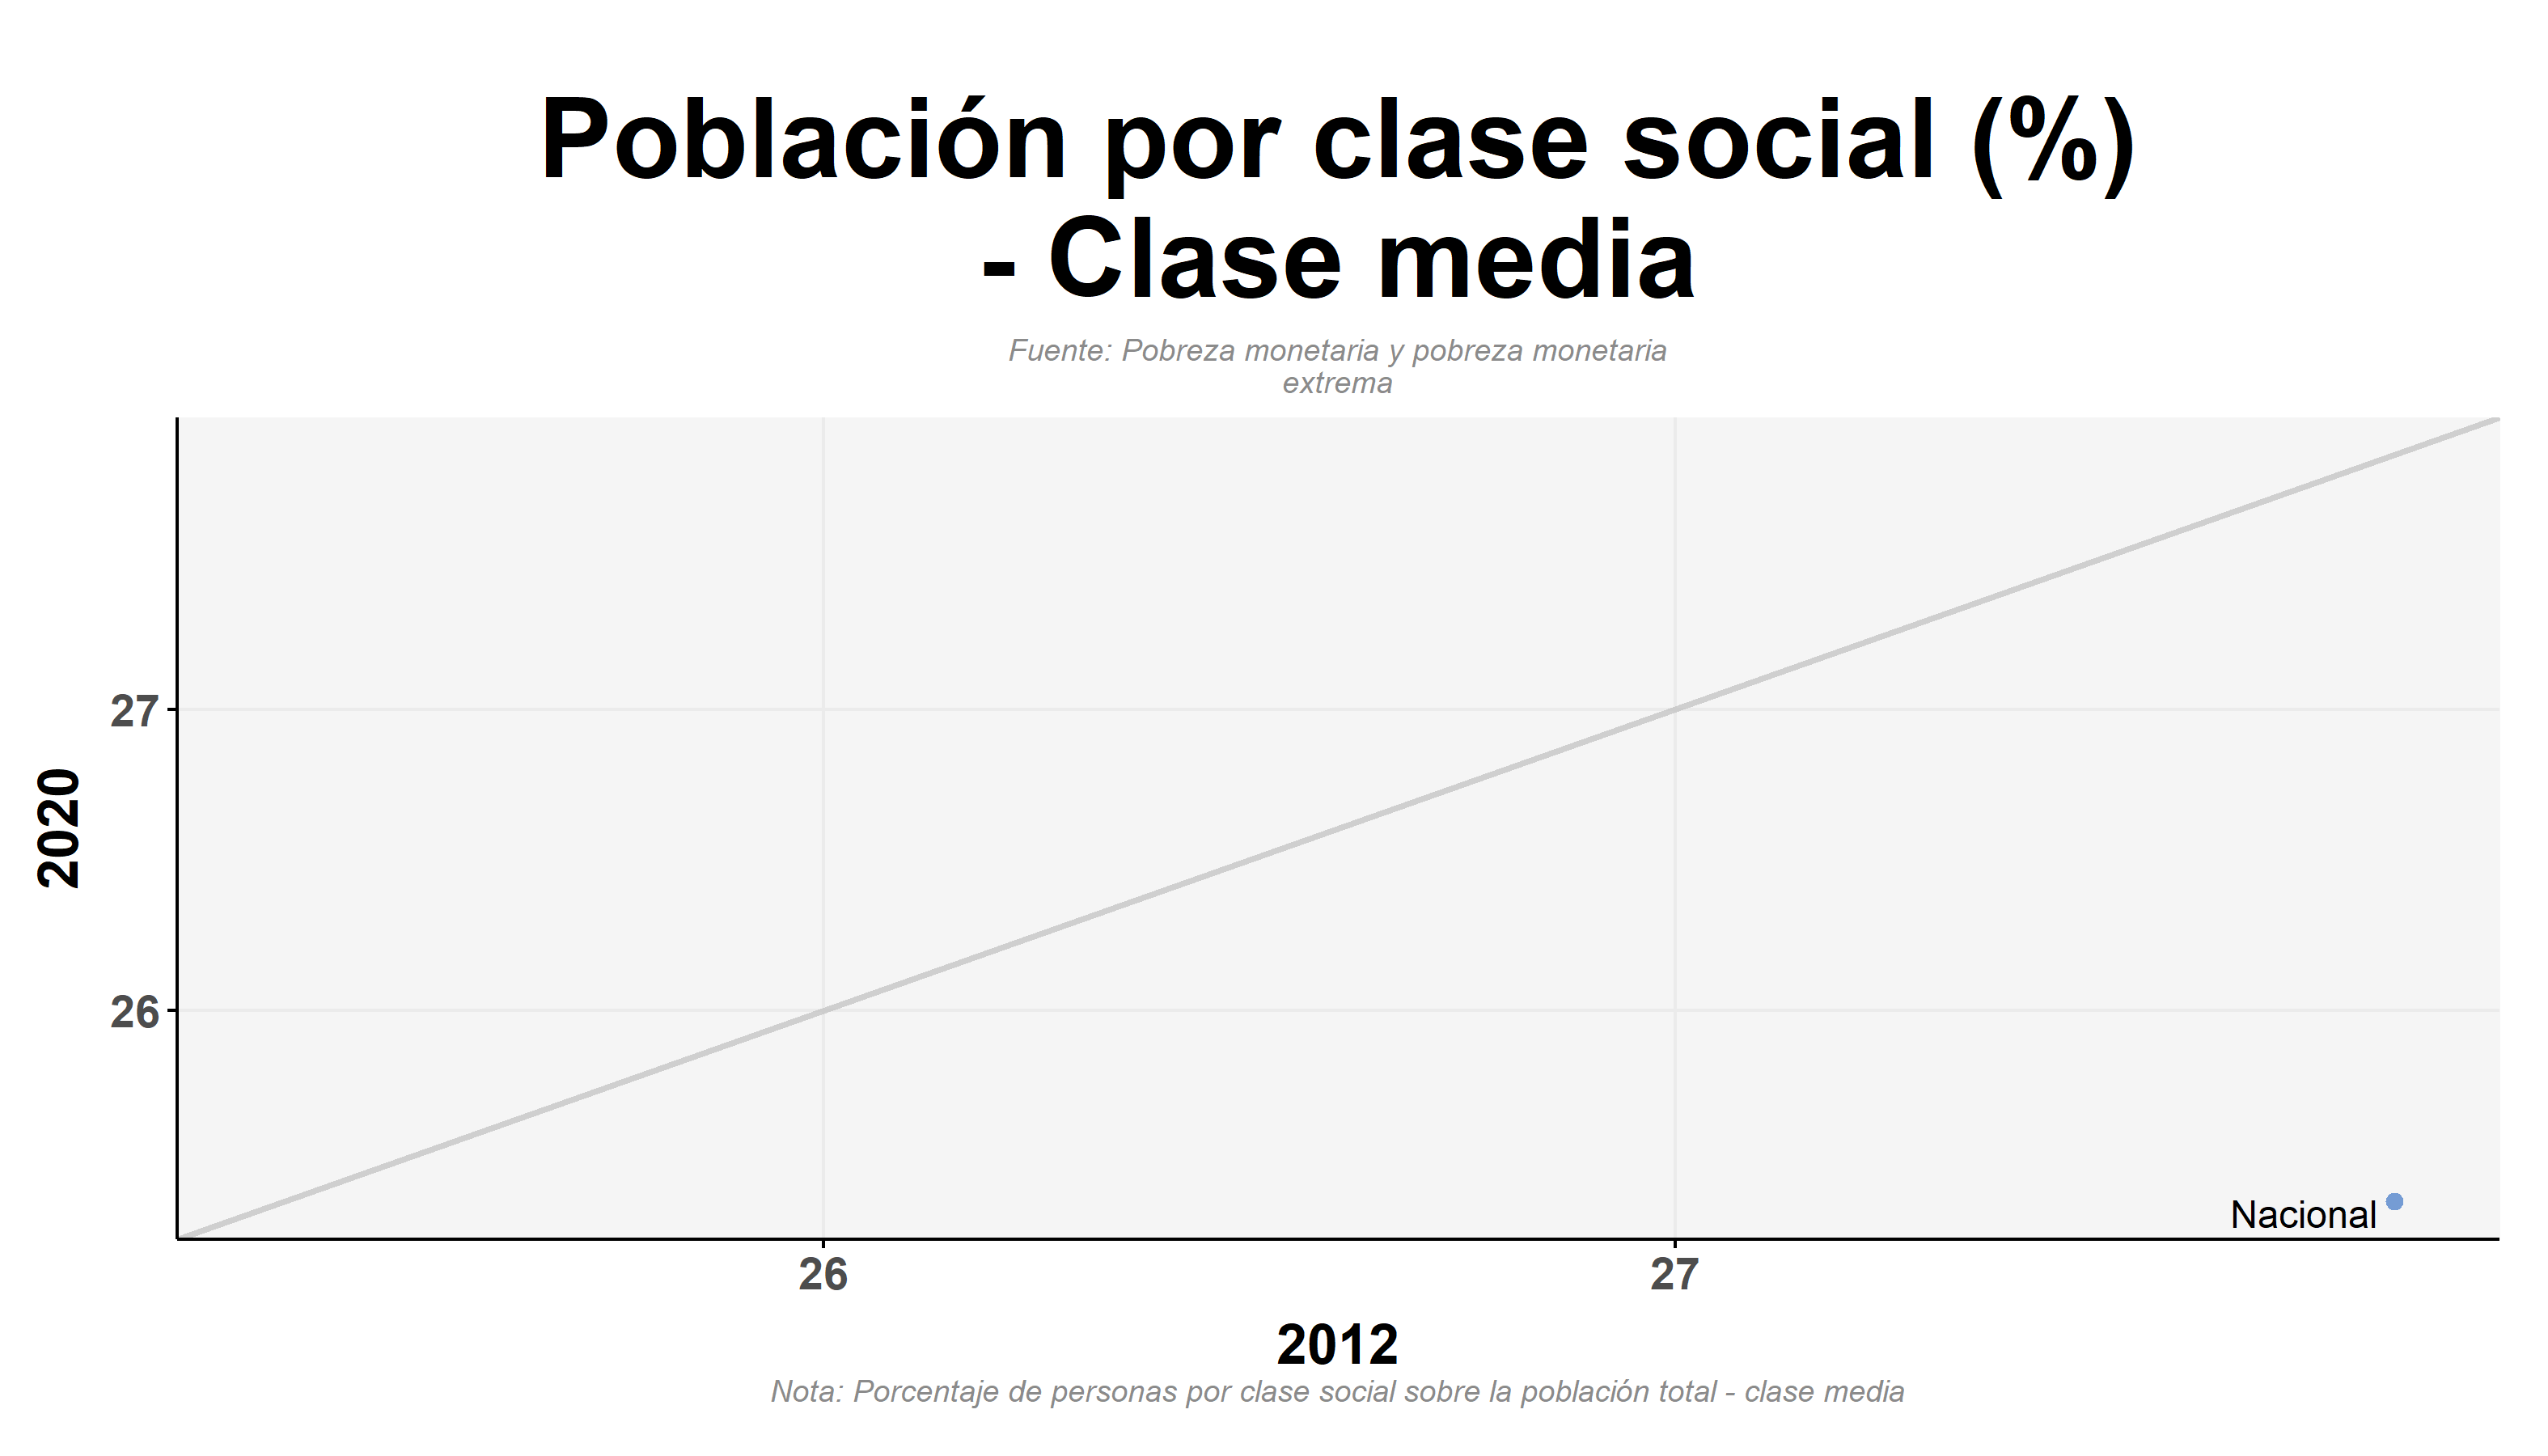 Población por clase social (%)
- Clase media
Fuente: Pobreza monetaria y pobreza monetaria
extrema
27
2020
26
Nacional
26
27
2012
Nota: Porcentaje de personas por clase social sobre la población total - clase media